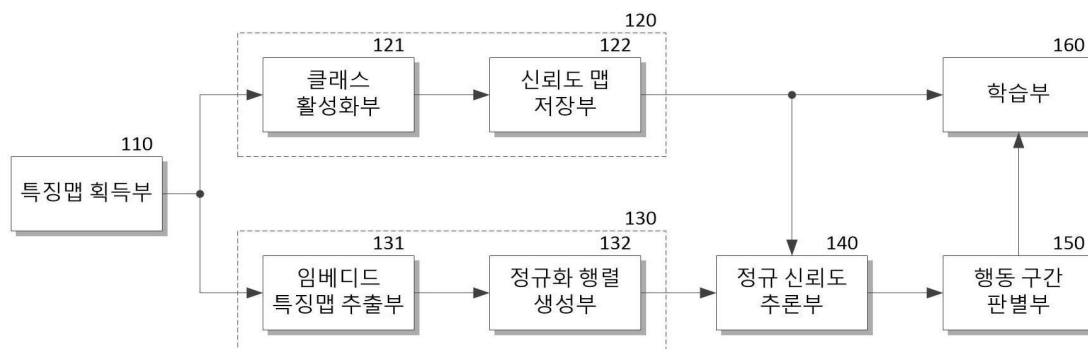 120
121
클래스
활성화부
122
신뢰도 맵
저장부
160
학습부
110
특징맵 획득부
130
131
임베디드
특징맵 추출부
132
정규화 행렬
생성부
140
정규 신뢰도
추론부
150
행동 구간
판별부